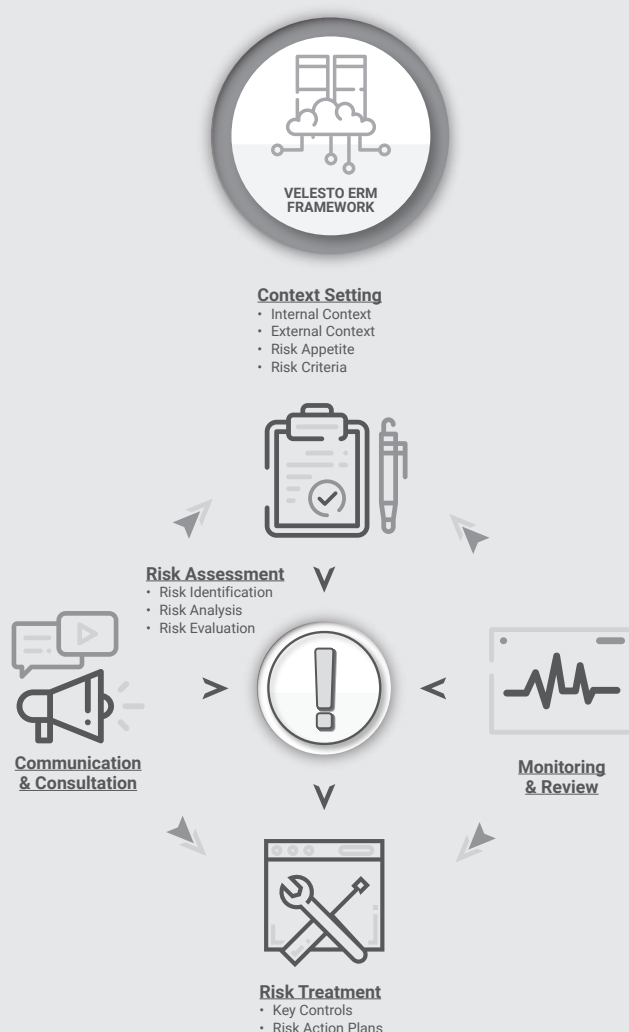 VELESTO ERM
FRAMEWORK
Context Setting
• Internal Context
• External Context
• Risk Appetite
• Risk Criteria
Risk Assessment
• Risk Identification
• Risk Analysis
• Risk Evaluation
Communication
& Consultation
Monitoring
& Review
Risk Treatment
• Key Controls
• Risk Action Plans